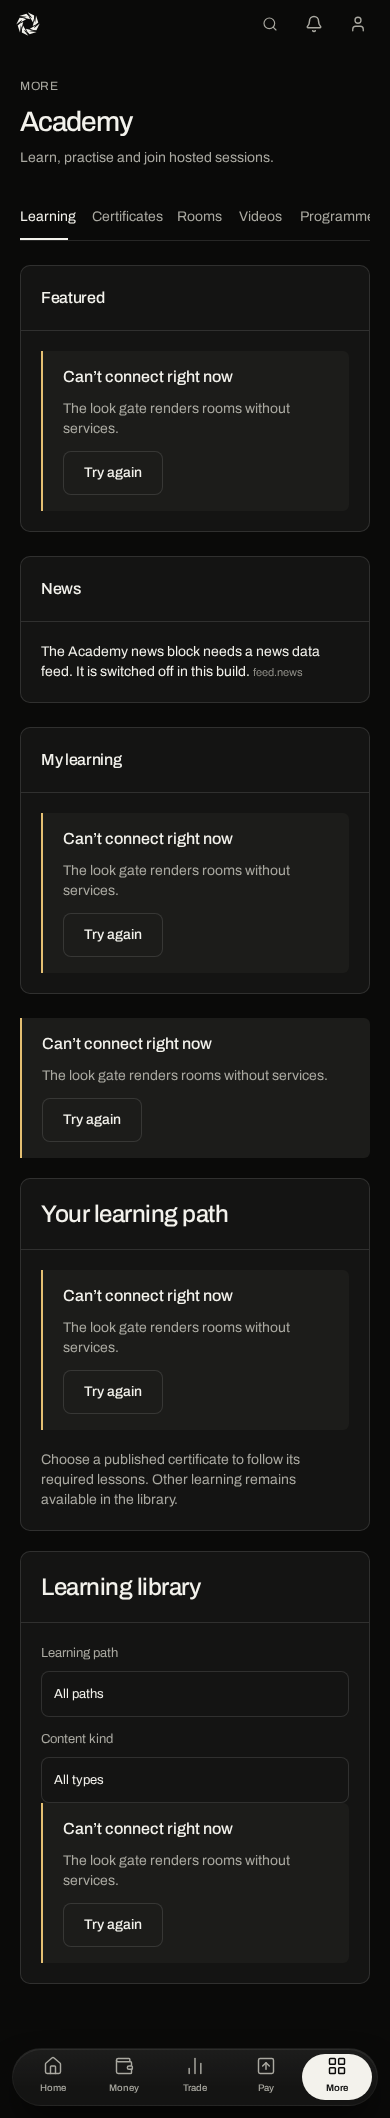 MORE
Academy
Learn, practise and join hosted sessions.
Learning Certificates Rooms Videos Programme
Featured
Can’t connect right now
The look gate renders rooms without
services.
Try again
News
The Academy news block needs a news data
feed. It is switched off in this build. feed.news
My learning
Can’t connect right now
The look gate renders rooms without
services.
Try again
Can’t connect right now
The look gate renders rooms without services.
Try again
Your learning path
Can’t connect right now
The look gate renders rooms without
services.
Try again
Choose a published certificate to follow its
required lessons. Other learning remains
available in the library.
Learning library
Learning path
All paths
Content kind
All types
Can’t connect right now
The look gate renders rooms without
services.
Try again
Home Money Trade Pay More